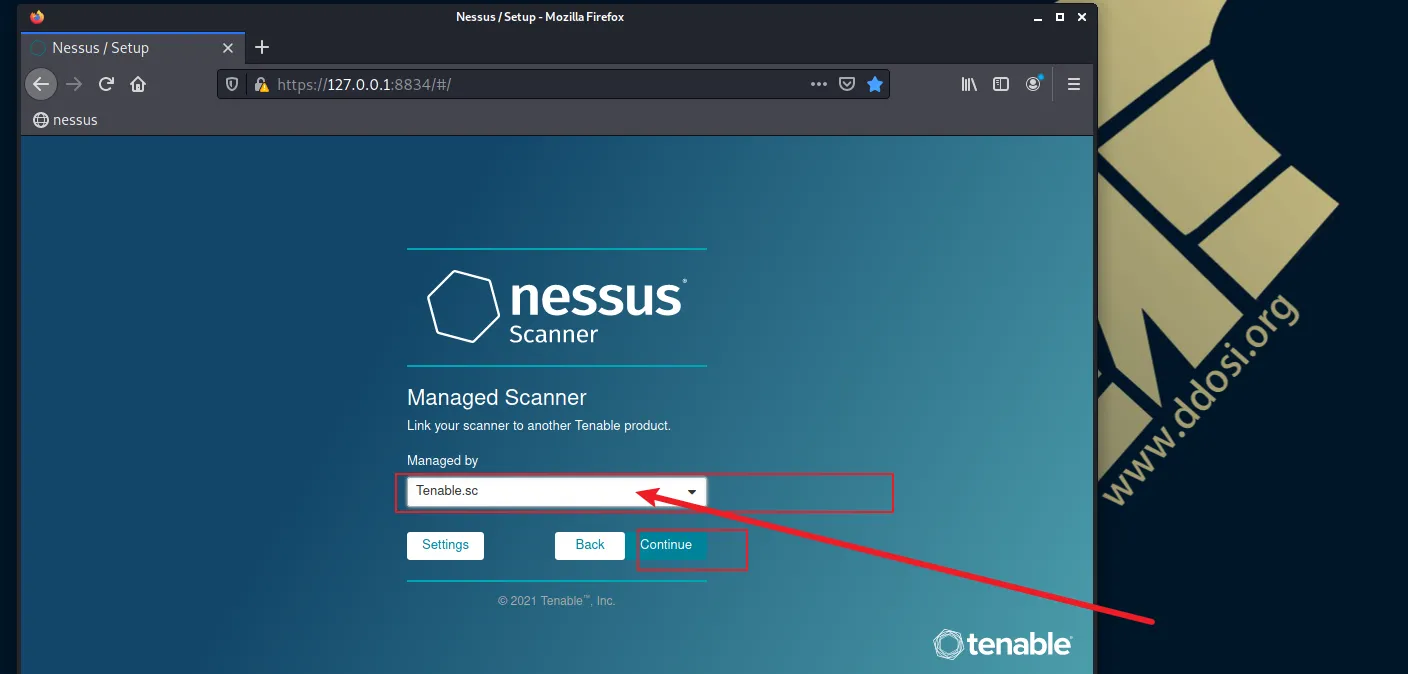 Nessus / Setup - Mozilla Firefox
Nessus / Setup
https://127.0.0.1:8834/#/
nessus
nessus®
Scanner
Managed Scanner
Link your scanner to another Tenable product.
Managed by
Tenable.sc
Settings
Back
Continue
© 2021 Tenable™, Inc.
tenable®
www.ddosi.org